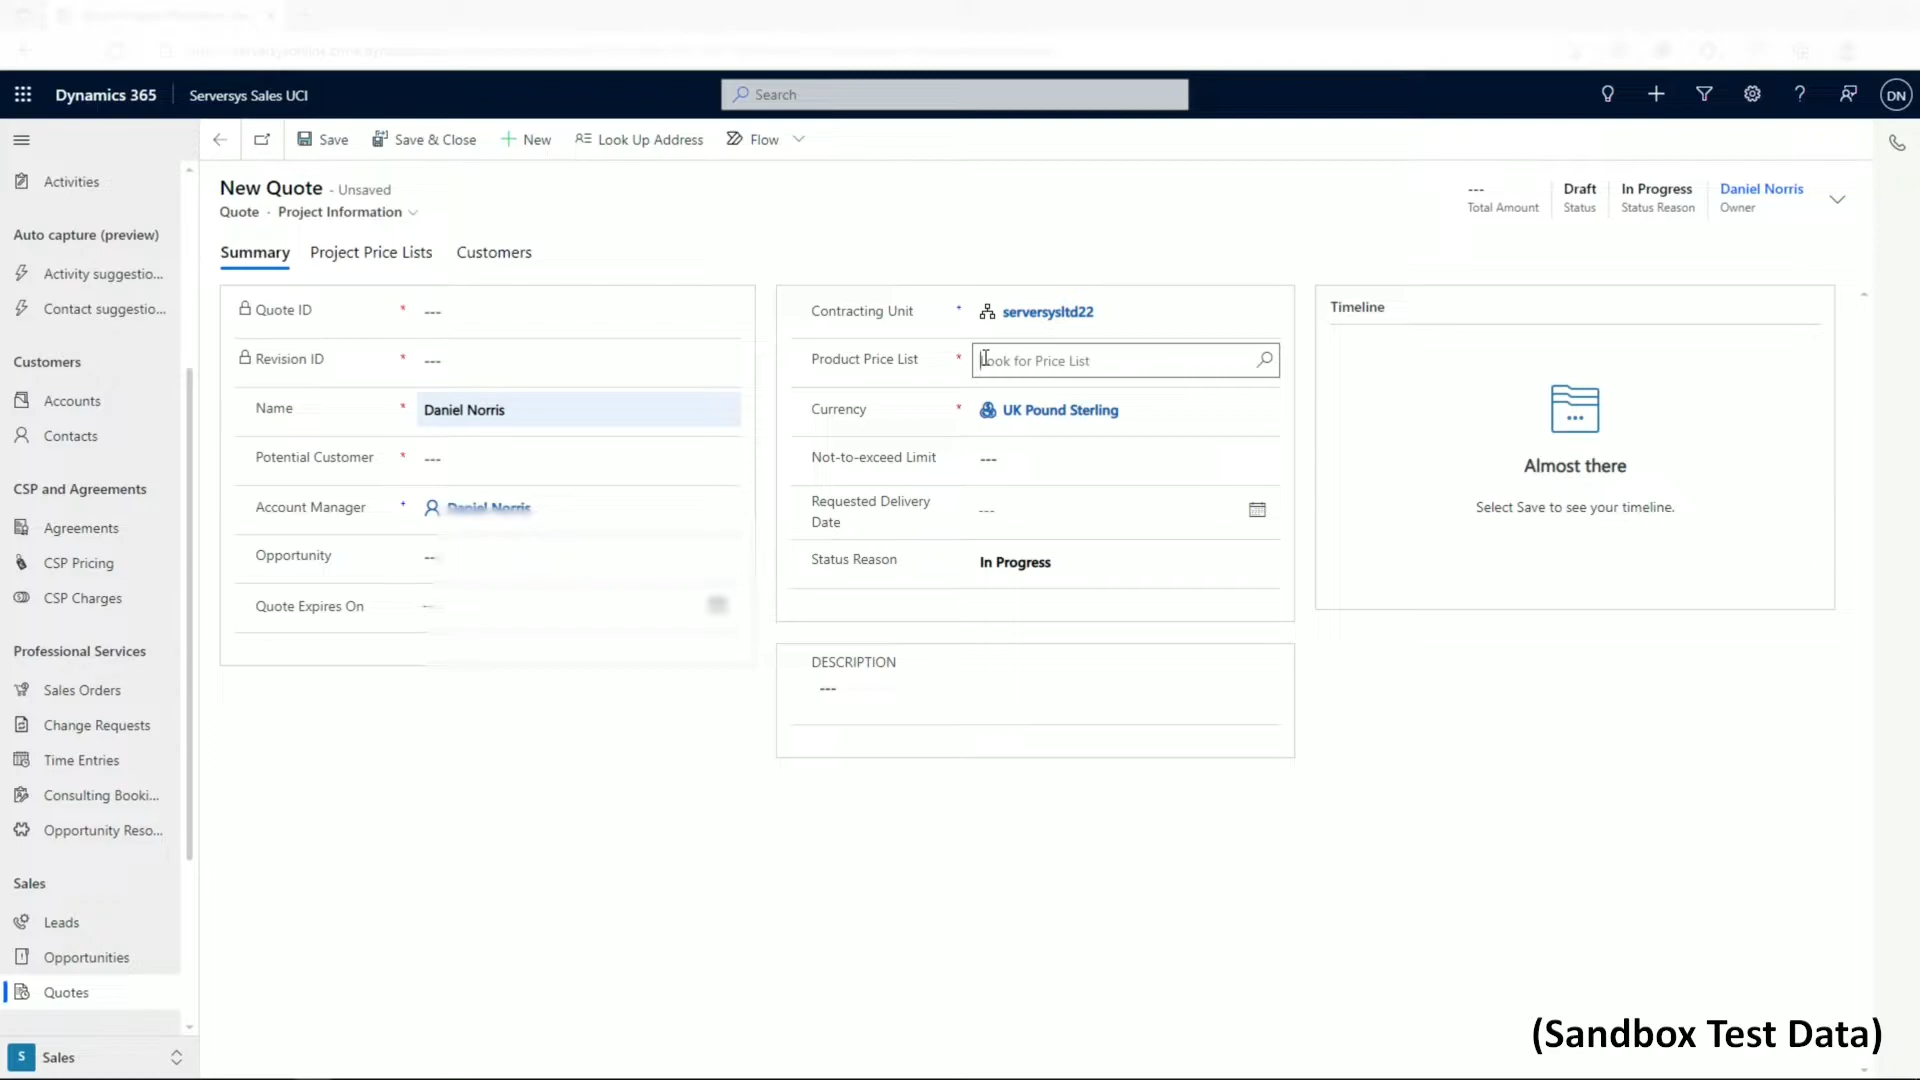 Dynamics 365
Serversys Sales UCI
Search
DN
Save
Save & Close
New
Look Up Address
Flow
Activities
Auto capture (preview)
Activity suggestio...
Contact suggestio...
Customers
Accounts
Contacts
CSP and Agreements
Agreements
CSP Pricing
CSP Charges
Professional Services
Sales Orders
Change Requests
Time Entries
Consulting Booki...
Opportunity Reso...
Sales
Leads
Opportunities
Quotes
S Sales
New Quote - Unsaved
Quote · Project Information
---
Total Amount
Draft
Status
In Progress
Status Reason
Daniel Norris
Owner
Summary
Project Price Lists
Customers
Quote ID * ---
Revision ID * ---
Name * Daniel Norris
Potential Customer * ---
Account Manager + Daniel Norris
Opportunity ---
Quote Expires On ---
Contracting Unit + serversysltd22
Product Price List * Look for Price List
Currency * UK Pound Sterling
Not-to-exceed Limit ---
Requested Delivery
Date ---
Status Reason In Progress
DESCRIPTION
---
Timeline
Almost there
Select Save to see your timeline.
(Sandbox Test Data)